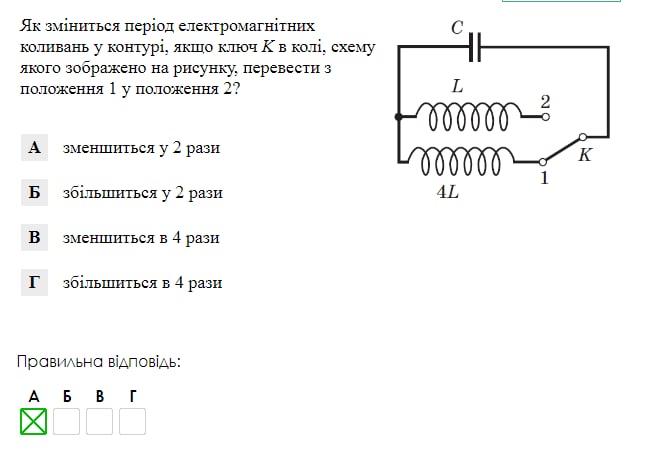 Як зміниться період електромагнітних
коливань у контурі, якщо ключ K в колі, схему
якого зображено на рисунку, перевести з
положення 1 у положення 2?
А зменшиться у 2 рази
Б збільшиться у 2 рази
В зменшиться в 4 рази
Г збільшиться в 4 рази
C
L
2
K
1
4L
Правильна відповідь:
А Б В Г